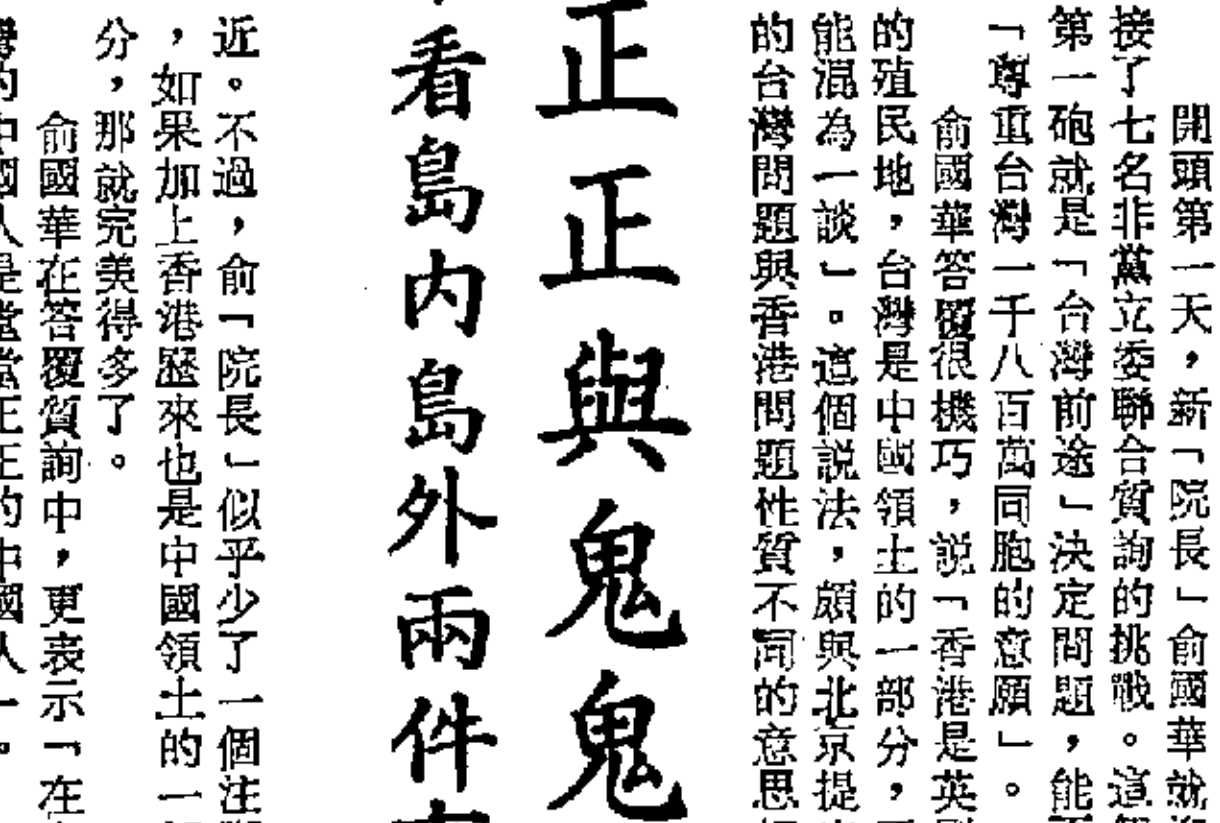 開頭第一天，新「院長」俞國華就
接了七名非黨立委聯合質詢的挑戰。這
第一砲就是「台灣前途」決定問題，能
「尊重台灣一千八百萬同胞的意願」。
俞國華答覆很機巧，説「香港是英
的殖民地，台灣是中國領土的一部分，
能混為一談」。這個説法，頗與北京提
的台灣問題與香港問題性質不同的意思
正正與鬼鬼
看島內島外兩件
近。不過，俞「院長」似乎少了一個注
，如果加上香港歷來也是中國領土的一
分，那就完美得多了。
俞國華在答覆質詢中，更表示「在
的中國人是堂堂正正的中國人」。